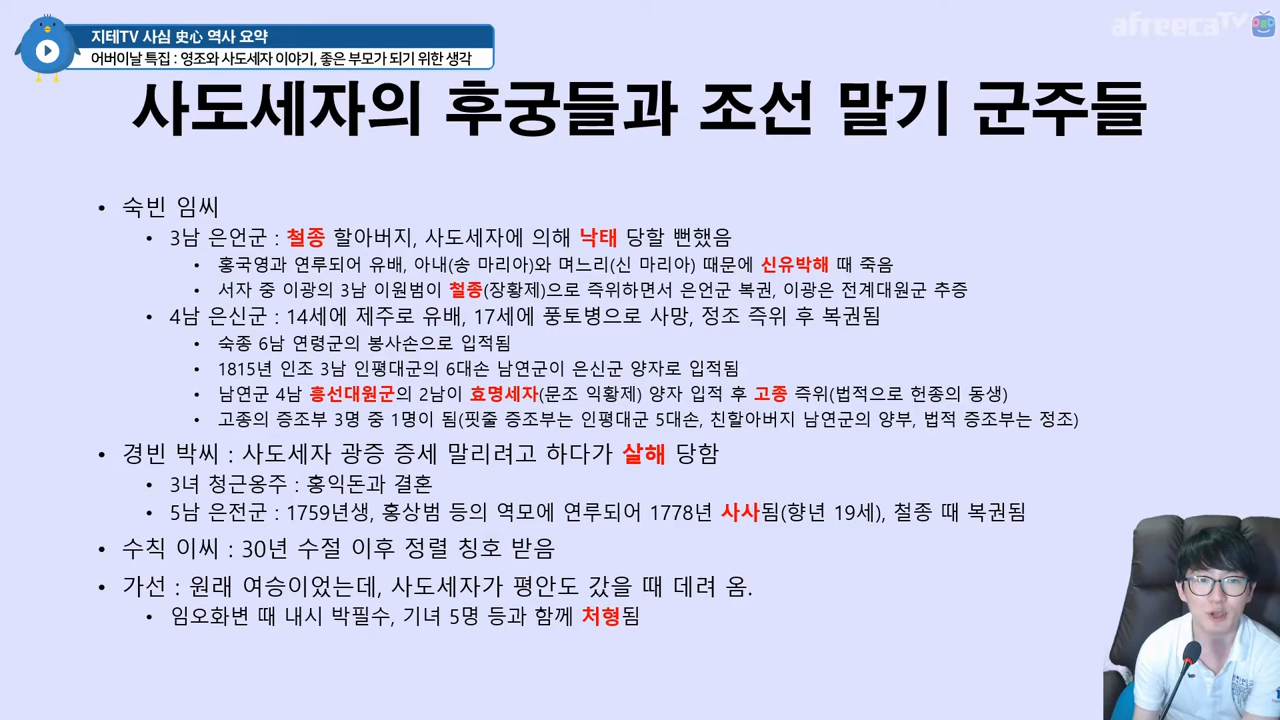 지테TV 사심 史心 역사 요약
afreecaTV
어버이날 특집 : 영조와 사도세자 이야기, 좋은 부모가 되기 위한 생각
사도세자의 후궁들과 조선 말기 군주들
• 숙빈 임씨
• 3남 은언군 : 철종 할아버지, 사도세자에 의해 낙태 당할 뻔했음
• 홍국영과 연루되어 유배, 아내(송 마리아)와 며느리(신 마리아) 때문에 신유박해 때 죽음
• 서자 중 이광의 3남 이원범이 철종(장황제)으로 즉위하면서 은언군 복권, 이광은 전계대원군 추증
• 4남 은신군 : 14세에 제주로 유배, 17세에 풍토병으로 사망, 정조 즉위 후 복권됨
• 숙종 6남 연령군의 봉사손으로 입적됨
• 1815년 인조 3남 인평대군의 6대손 남연군이 은신군 양자로 입적됨
• 남연군 4남 흥선대원군의 2남이 효명세자(문조 익황제) 양자 입적 후 고종 즉위(법적으로 헌종의 동생)
• 고종의 증조부 3명 중 1명이 됨(핏줄 증조부는 인평대군 5대손, 친할아버지 남연군의 양부, 법적 증조부는 정조)
• 경빈 박씨 : 사도세자 광증 증세 말리려고 하다가 살해 당함
• 3녀 청근옹주 : 홍익돈과 결혼
• 5남 은전군 : 1759년생, 홍상범 등의 역모에 연루되어 1778년 사사됨(향년 19세), 철종 때 복권됨
• 수칙 이씨 : 30년 수절 이후 정렬 칭호 받음
• 가선 : 원래 여승이었는데, 사도세자가 평안도 갔을 때 데려 옴.
• 임오화변 때 내시 박필수, 기녀 5명 등과 함께 처형됨